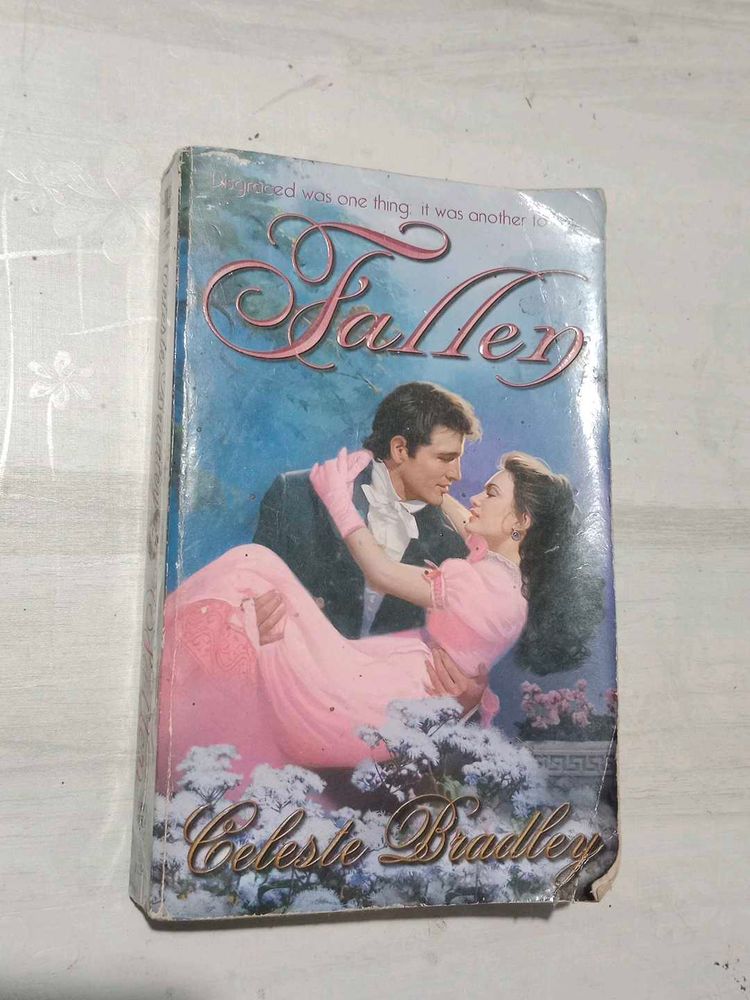 Disgraced was one thing; it was another to
Fallen
Celeste Bradley